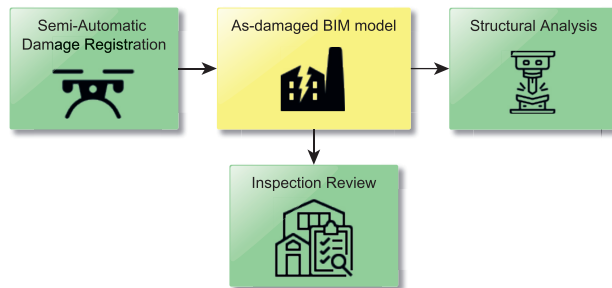 Semi-Automatic
Damage Registration
As-damaged BIM model
Structural Analysis
Inspection Review